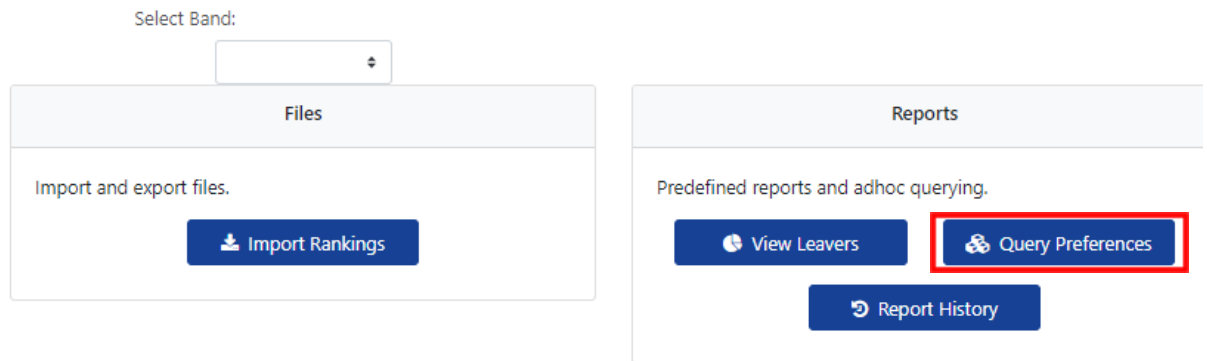 Select Band:
Files
Import and export files.
Import Rankings
Reports
Predefined reports and adhoc querying.
View Leavers
Query Preferences
Report History